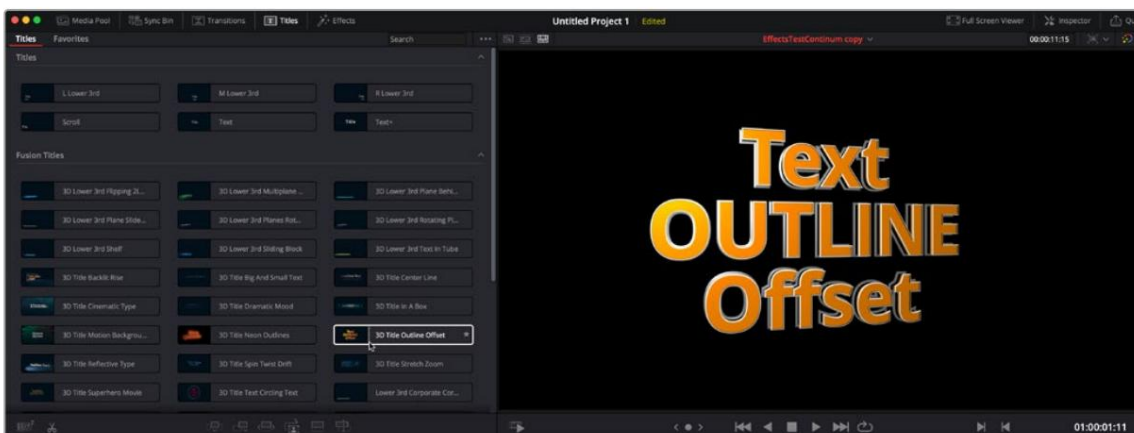 Media Pool Sync Bin Transitions Titles Effects Untitled Project 1 Edited Full Screen Viewer Inspector
Titles Favorites Search EffectsTestContinum copy 00:00:11:15
Titles
L Lower 3rd M Lower 3rd R Lower 3rd
Scroll Text Title Text+
Fusion Titles
3D Lower 3rd Flipping 2L... 3D Lower 3rd Multiplane ... 3D Lower 3rd Plane Behi...
3D Lower 3rd Plane Slide... 3D Lower 3rd Planes Rot... 3D Lower 3rd Rotating Pl...
3D Lower 3rd Shelf 3D Lower 3rd Sliding Block 3D Lower 3rd Text In Tube
3D Title Backlit Rise 3D Title Big And Small Text 3D Title Center Line
3D Title Cinematic Type 3D Title Dramatic Mood 3D Title In A Box
3D Title Motion Backgrou... 3D Title Neon Outlines 3D Title Outline Offset
3D Title Reflective Type 3D Title Spin Twist Drift 3D Title Stretch Zoom
3D Title Superhero Movie 3D Title Text Circling Text Lower 3rd Corporate Cor...
Text
OUTLINE
Offset
01:00:01:11